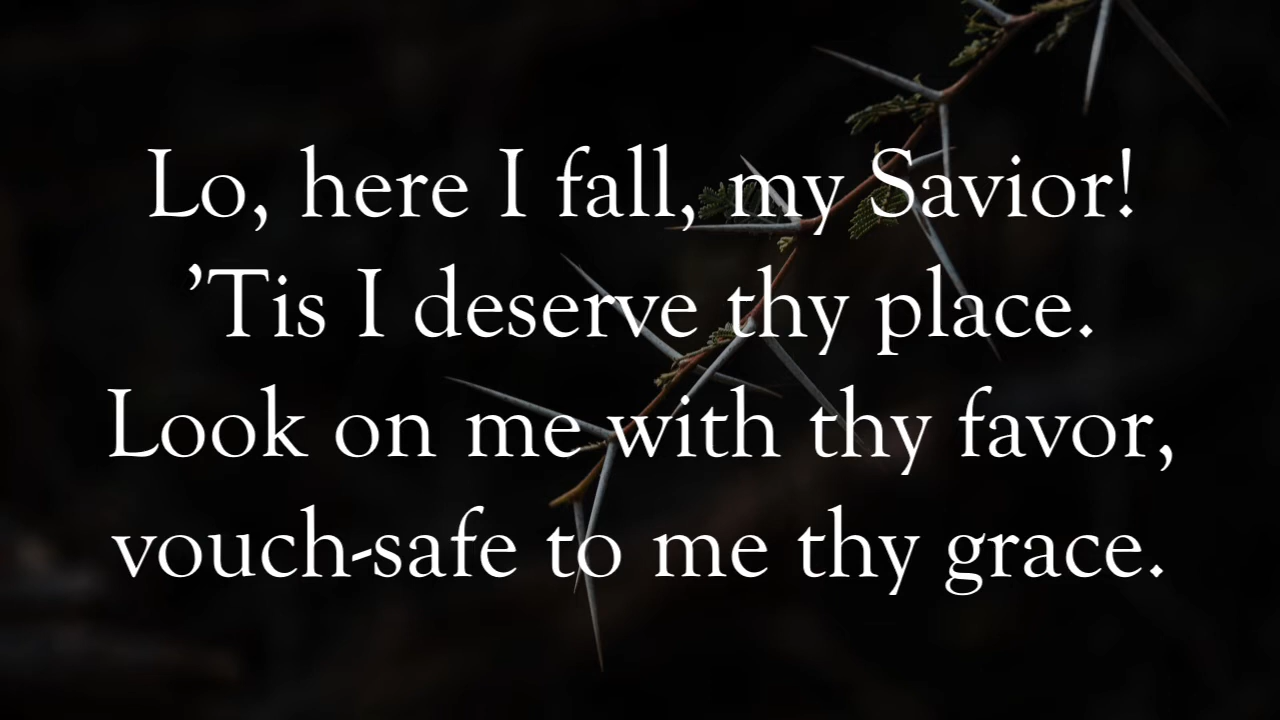 Lo, here I fall, my Savior!
’Tis I deserve thy place.
Look on me with thy favor,
vouch-safe to me thy grace.